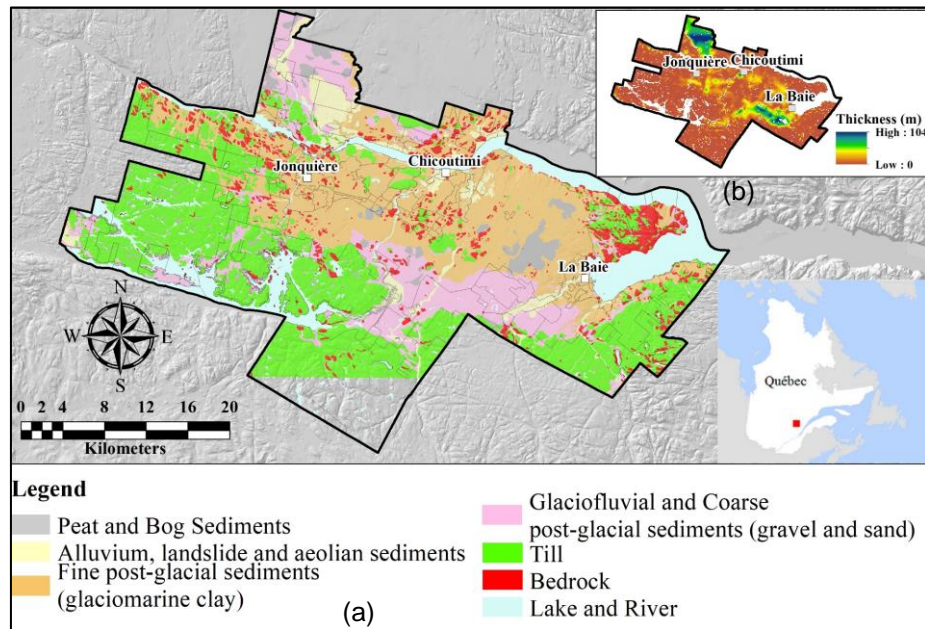 Jonquière
Chicoutimi
La Baie
N
W E
S
0 2 4 8 12 16 20
Kilometers
Jonquière
Chicoutimi
La Baie
Thickness (m)
High : 104
Low : 0
(b)
Québec
Legend
Peat and Bog Sediments
Alluvium, landslide and aeolian sediments
Fine post-glacial sediments
(glaciomarine clay)
(a)
Glaciofluvial and Coarse
post-glacial sediments (gravel and sand)
Till
Bedrock
Lake and River